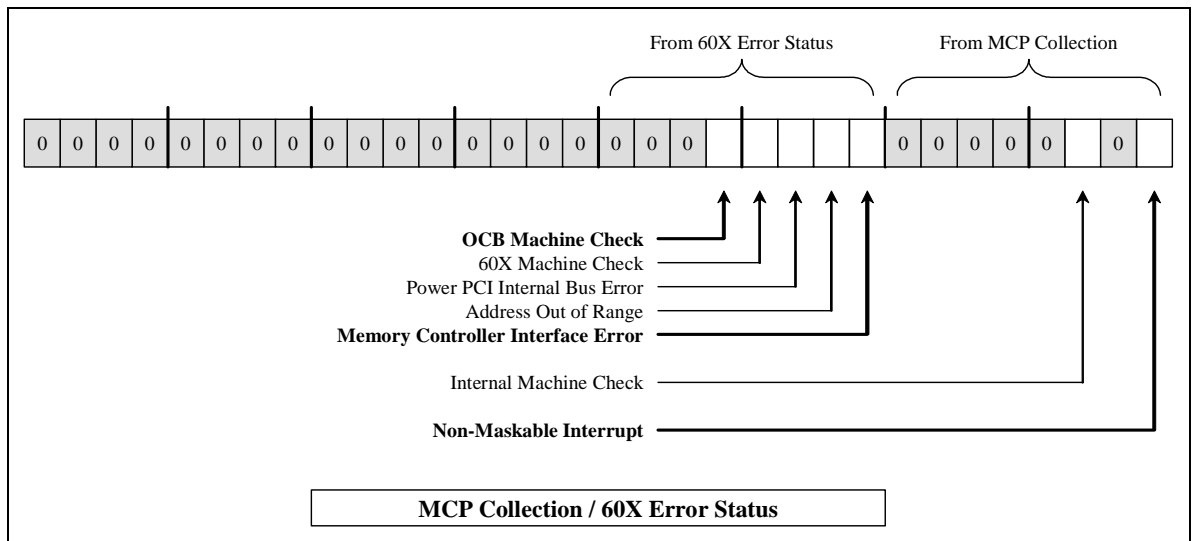 From 60X Error Status From MCP Collection
0 0 0 0 0 0 0 0 0 0 0 0 0 0 0 0 0 0 0 0 0 0 0 0 0
OCB Machine Check
60X Machine Check
Power PCI Internal Bus Error
Address Out of Range
Memory Controller Interface Error
Internal Machine Check
Non-Maskable Interrupt
MCP Collection / 60X Error Status